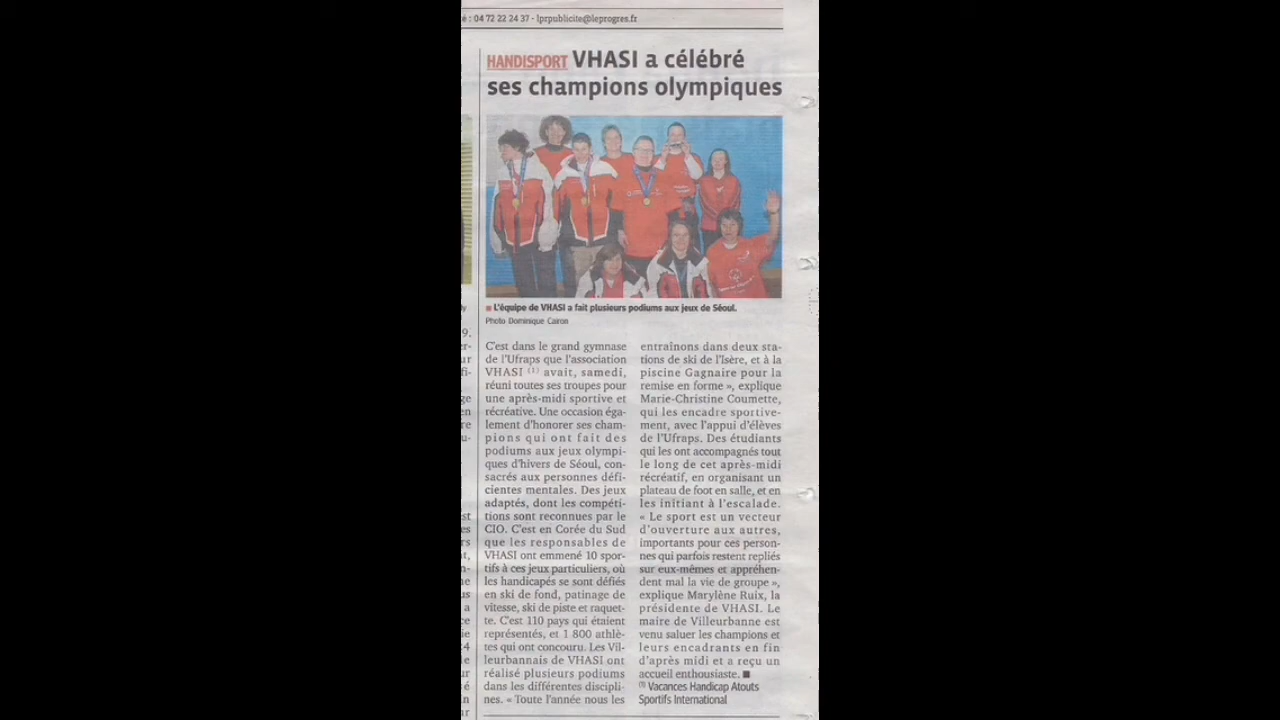 é : 04 72 22 24 37 - lprpublicite@leprogres.fr
HANDISPORT VHASI a célébré
ses champions olympiques
L'équipe de VHASI a fait plusieurs podiums aux jeux de Séoul.
Photo Dominique Cairon
C'est dans le grand gymnase
de l'Ufraps que l'association
VHASI (1) avait, samedi,
réuni toutes ses troupes pour
une après-midi sportive et
récréative. Une occasion éga-
lement d'honorer ses cham-
pions qui ont fait des
podiums aux jeux olympi-
ques d'hivers de Séoul, con-
sacrés aux personnes défi-
cientes mentales. Des jeux
adaptés, dont les compéti-
tions sont reconnues par le
CIO. C'est en Corée du Sud
que les responsables de
VHASI ont emmené 10 spor-
tifs à ces jeux particuliers, où
les handicapés se sont défiés
en ski de fond, patinage de
vitesse, ski de piste et raquet-
te. C'est 110 pays qui étaient
représentés, et 1 800 athlè-
tes qui ont concouru. Les Vil-
leurbannais de VHASI ont
réalisé plusieurs podiums
dans les différentes discipli-
nes. « Toute l'année nous les
entraînons dans deux sta-
tions de ski de l'Isère, et à la
piscine Gagnaire pour la
remise en forme », explique
Marie-Christine Coumette,
qui les encadre sportive-
ment, avec l'appui d'élèves
de l'Ufraps. Des étudiants
qui les ont accompagnés tout
le long de cet après-midi
récréatif, en organisant un
plateau de foot en salle, et en
les initiant à l'escalade.
« Le sport est un vecteur
d'ouverture aux autres,
importants pour ces person-
nes qui parfois restent repliés
sur eux-mêmes et appréhen-
dent mal la vie de groupe »,
explique Marylène Ruix, la
présidente de VHASI. Le
maire de Villeurbanne est
venu saluer les champions et
leurs encadrants en fin
d'après midi et a reçu un
accueil enthousiaste. ■
(1) Vacances Handicap Atouts
Sportifs International